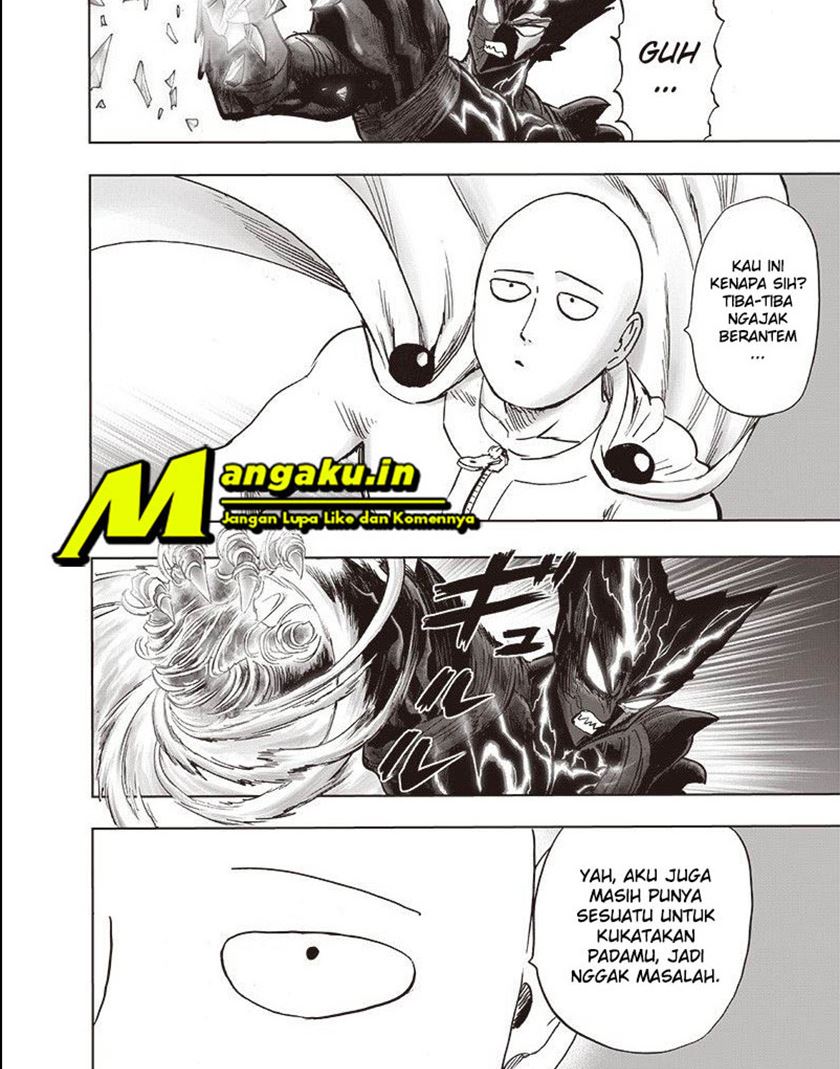 GUH
...
KAU INI
KENAPA SIH?
TIBA-TIBA
NGAJAK
BERANTEM
...
Mangaku.in
Jangan Lupa Like dan Komennya
ギュルル
YAH, AKU JUGA
MASIH PUNYA
SESUATU UNTUK
KUKATAKAN
PADAMU, JADI
NGGAK MASALAH.